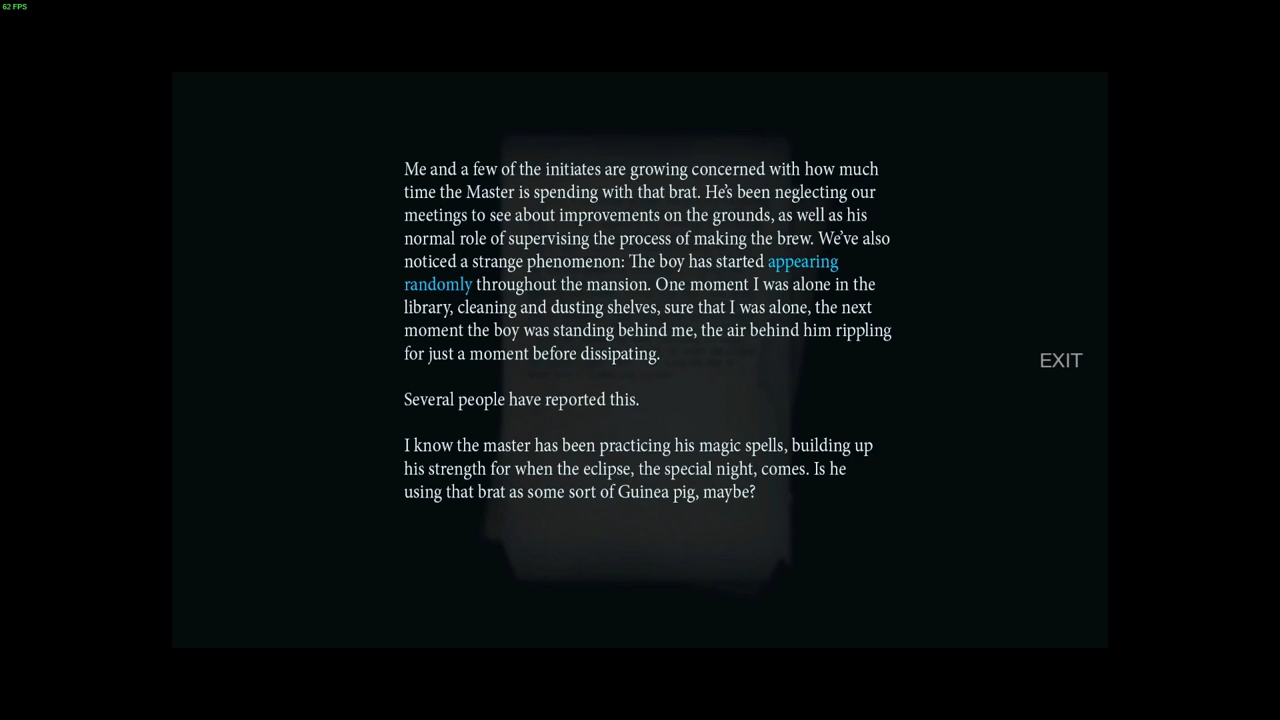 62 FPS
Me and a few of the initiates are growing concerned with how much
time the Master is spending with that brat. He's been neglecting our
meetings to see about improvements on the grounds, as well as his
normal role of supervising the process of making the brew. We've also
noticed a strange phenomenon: The boy has started appearing
randomly throughout the mansion. One moment I was alone in the
library, cleaning and dusting shelves, sure that I was alone, the next
moment the boy was standing behind me, the air behind him rippling
for just a moment before dissipating.
EXIT
Several people have reported this.
I know the master has been practicing his magic spells, building up
his strength for when the eclipse, the special night, comes. Is he
using that brat as some sort of Guinea pig, maybe?